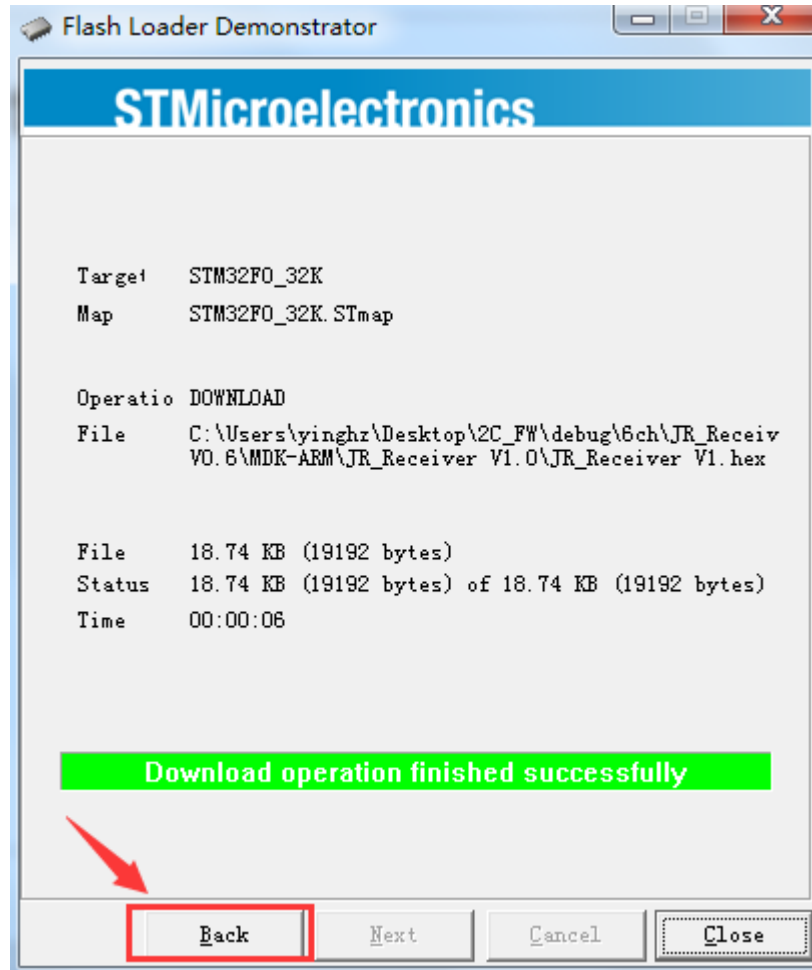 Flash Loader Demonstrator
STMicroelectronics
Target STM32F0_32K
Map STM32F0_32K.STmap
Operatio DOWNLOAD
File C:\Users\yinghz\Desktop\2C_FW\debug\6ch\JR_Receiv
V0.6\MDK-ARM\JR_Receiver V1.0\JR_Receiver V1.hex
File 18.74 KB (19192 bytes)
Status 18.74 KB (19192 bytes) of 18.74 KB (19192 bytes)
Time 00:00:06
Download operation finished successfully
Back Next Cancel Close